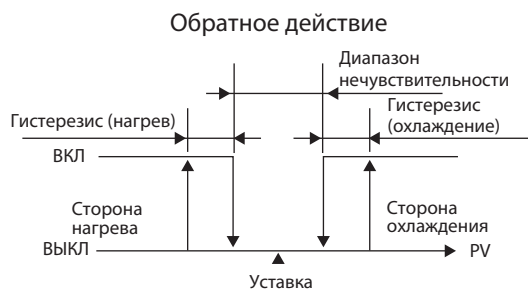 Обратное действие
Диапазон
нечувствительности
Гистерезис (нагрев)
Гистерезис
(охлаждение)
ВКЛ
Сторона
нагрева
Сторона
охлаждения
ВЫКЛ
PV
Уставка